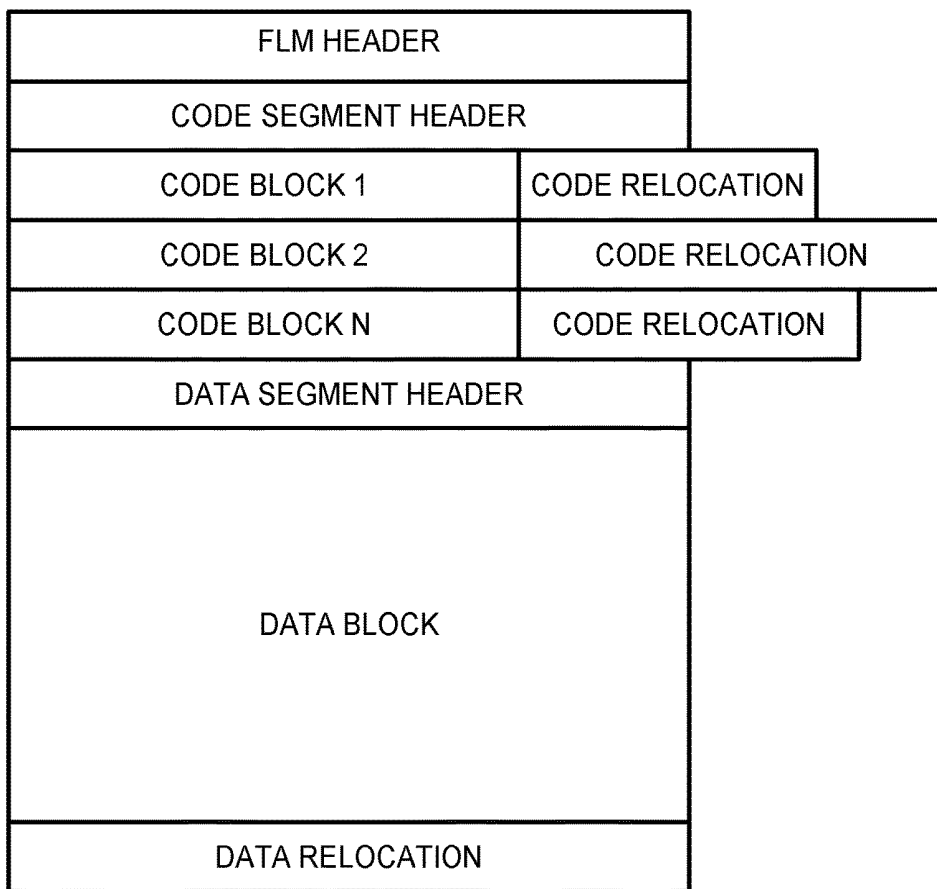 FLM HEADER
CODE SEGMENT HEADER
CODE BLOCK 1 CODE RELOCATION
CODE BLOCK 2 CODE RELOCATION
CODE BLOCK N CODE RELOCATION
DATA SEGMENT HEADER
DATA BLOCK
DATA RELOCATION